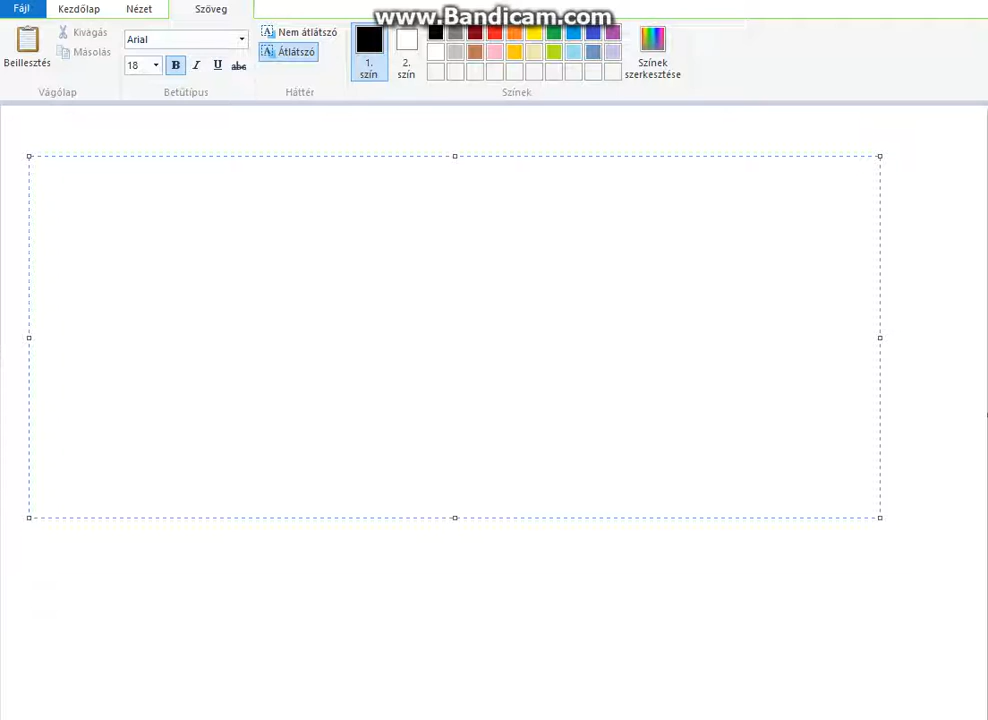 www.Bandicam.com
Fájl Kezdőlap Nézet Szöveg
Beillesztés
Kivágás
Másolás
Vágólap
Arial
18 B I U abc
Betűtípus
A Nem átlátszó
A Átlátszó
Háttér
1.
szín
2.
szín
Színek
Színek
szerkesztése